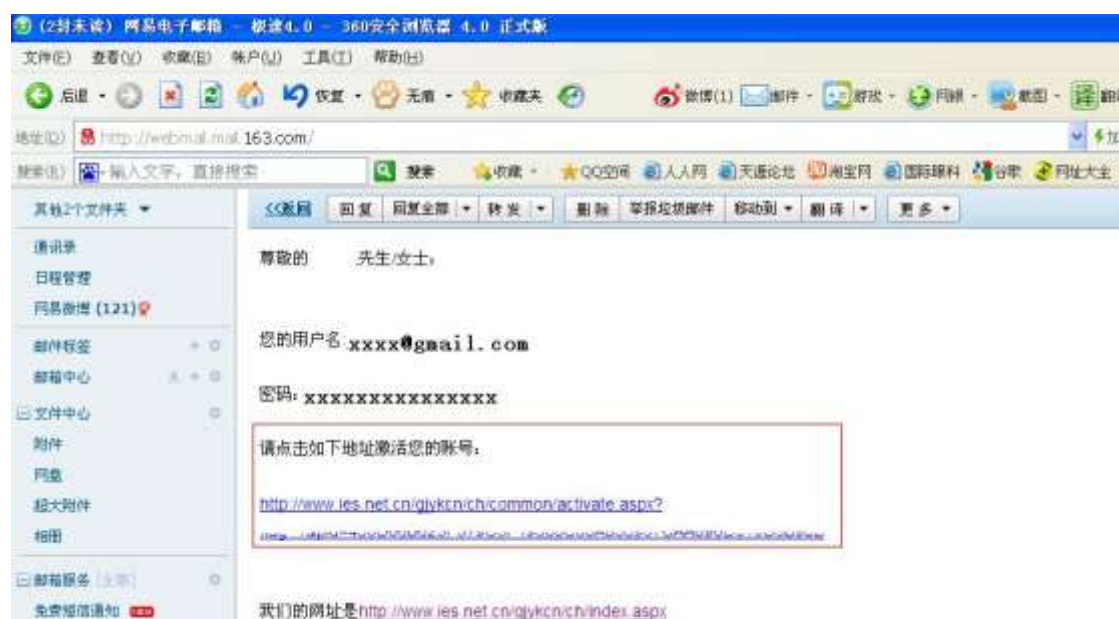 (2封未读) 网易电子邮箱 - 极速4.0 - 360安全浏览器 4.0 正式版
文件(F) 查看(V) 收藏(B) 帐户(U) 工具(T) 帮助(H)
后退 恢复 无痕 收藏夹 微博(1) 邮件 游戏 网银 截图
地址(D) http://webmail.mail.163.com/
搜索(R) 输入文字，直接搜索 搜索 收藏 QQ空间 人人网 天涯论坛 淘宝网 国际眼科 谷歌 网址大全
其他2个文件夹 <<返回 回复 回复全部 转发 删除 举报垃圾邮件 移动到 翻译 更多
通讯录
日程管理
网易微博 (121)
邮件标签
邮箱中心
文件中心
附件
网盘
超大附件
相册
邮箱服务
免费短信通知
尊敬的 先生/女士，
您的用户名 xxxx@gmail.com
密码：xxxxxxxxxxxxxxx
请点击如下地址激活您的账号：
http://www.ies.net.cn/gjykcn/ch/common/activate.aspx?
我们的网址是http://www.ies.net.cn/gjykcn/ch/index.aspx